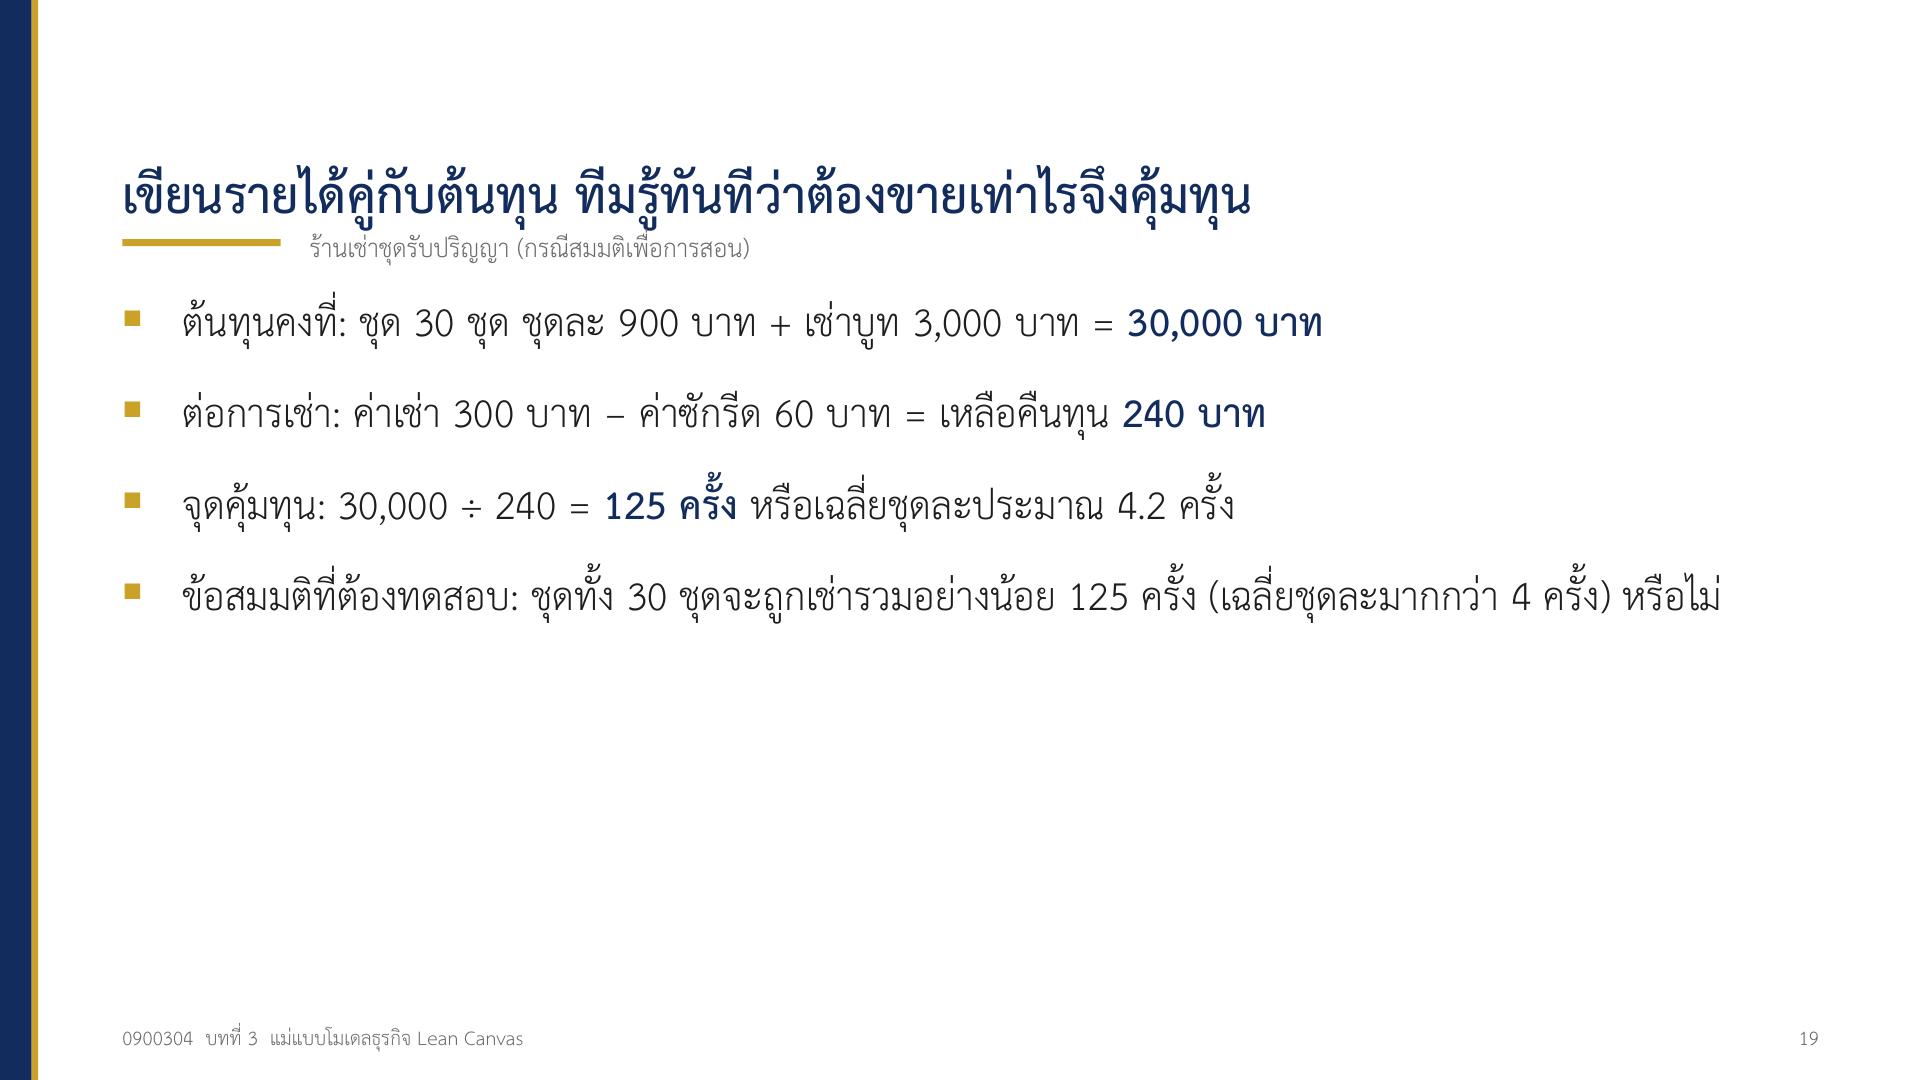 เขียนรายได้คู่กับต้นทุน ทีมรู้ทันทีว่าต้องขายเท่าไรจึงคุ้มทุน
ร้านเช่าชุดรับปริญญา (กรณีสมมติเพื่อการสอน)
▪ ต้นทุนคงที่: ชุด 30 ชุด ชุดละ 900 บาท + เช่าบูท 3,000 บาท = 30,000 บาท
▪ ต่อการเช่า: ค่าเช่า 300 บาท – ค่าซักรีด 60 บาท = เหลือคืนทุน 240 บาท
▪ จุดคุ้มทุน: 30,000 ÷ 240 = 125 ครั้ง หรือเฉลี่ยชุดละประมาณ 4.2 ครั้ง
▪ ข้อสมมติที่ต้องทดสอบ: ชุดทั้ง 30 ชุดจะถูกเช่ารวมอย่างน้อย 125 ครั้ง (เฉลี่ยชุดละมากกว่า 4 ครั้ง) หรือไม่
0900304 บทที่ 3 แม่แบบโมเดลธุรกิจ Lean Canvas
19